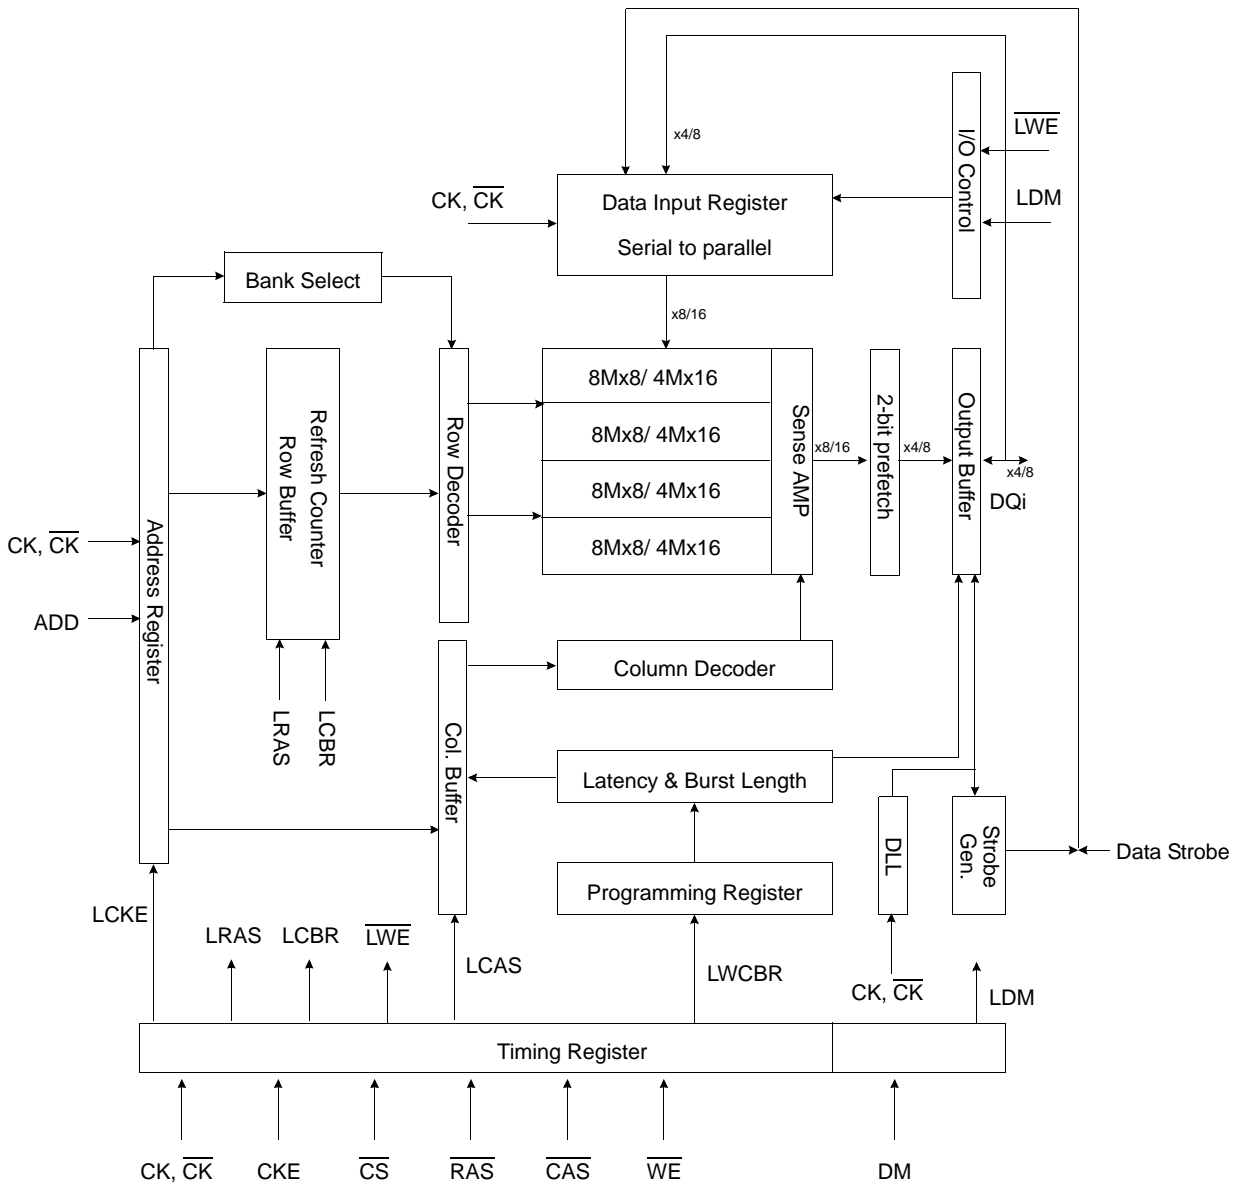 x4/8
LWE
I/O Control
LDM
CK, CK
Data Input Register
Serial to parallel
Bank Select
x8/16
8Mx8/ 4Mx16
8Mx8/ 4Mx16
8Mx8/ 4Mx16
8Mx8/ 4Mx16
Sense AMP
x8/16
2-bit prefetch
x4/8
Output Buffer
x4/8
DQi
Address Register
Refresh Counter
Row Buffer
Row Decoder
CK, CK
ADD
LRAS
LCBR
Col. Buffer
Column Decoder
Latency & Burst Length
Programming Register
DLL
Strobe
Gen.
Data Strobe
LCKE
LRAS
LCBR
LWE
LCAS
LWCBR
CK, CK
LDM
Timing Register
CK, CK
CKE
CS
RAS
CAS
WE
DM